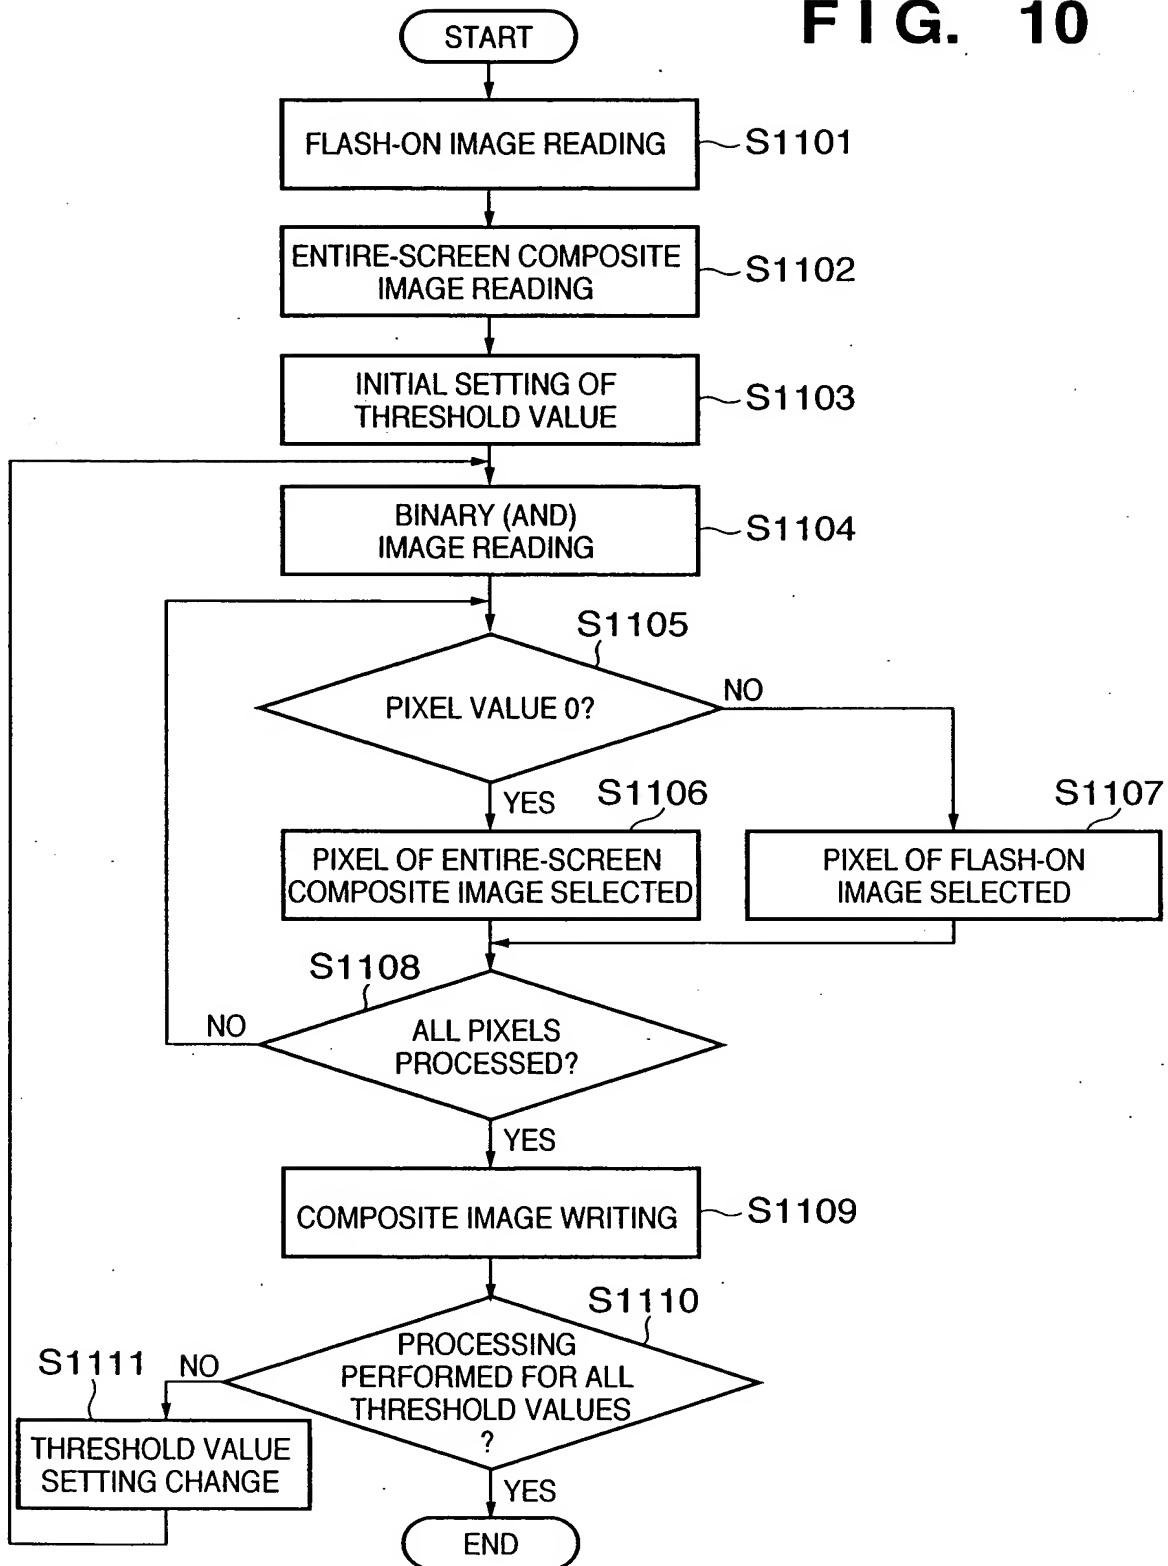 FIG. 10
START
FLASH-ON IMAGE READING
S1101
ENTIRE-SCREEN COMPOSITE
IMAGE READING
S1102
INITIAL SETTING OF
THRESHOLD VALUE
S1103
BINARY (AND)
IMAGE READING
S1104
S1105
PIXEL VALUE 0?
NO
YES
S1106
S1107
PIXEL OF ENTIRE-SCREEN
COMPOSITE IMAGE SELECTED
PIXEL OF FLASH-ON
IMAGE SELECTED
S1108
NO
ALL PIXELS
PROCESSED?
YES
COMPOSITE IMAGE WRITING
S1109
S1110
PROCESSING
PERFORMED FOR ALL
THRESHOLD VALUES
?
S1111
NO
THRESHOLD VALUE
SETTING CHANGE
YES
END